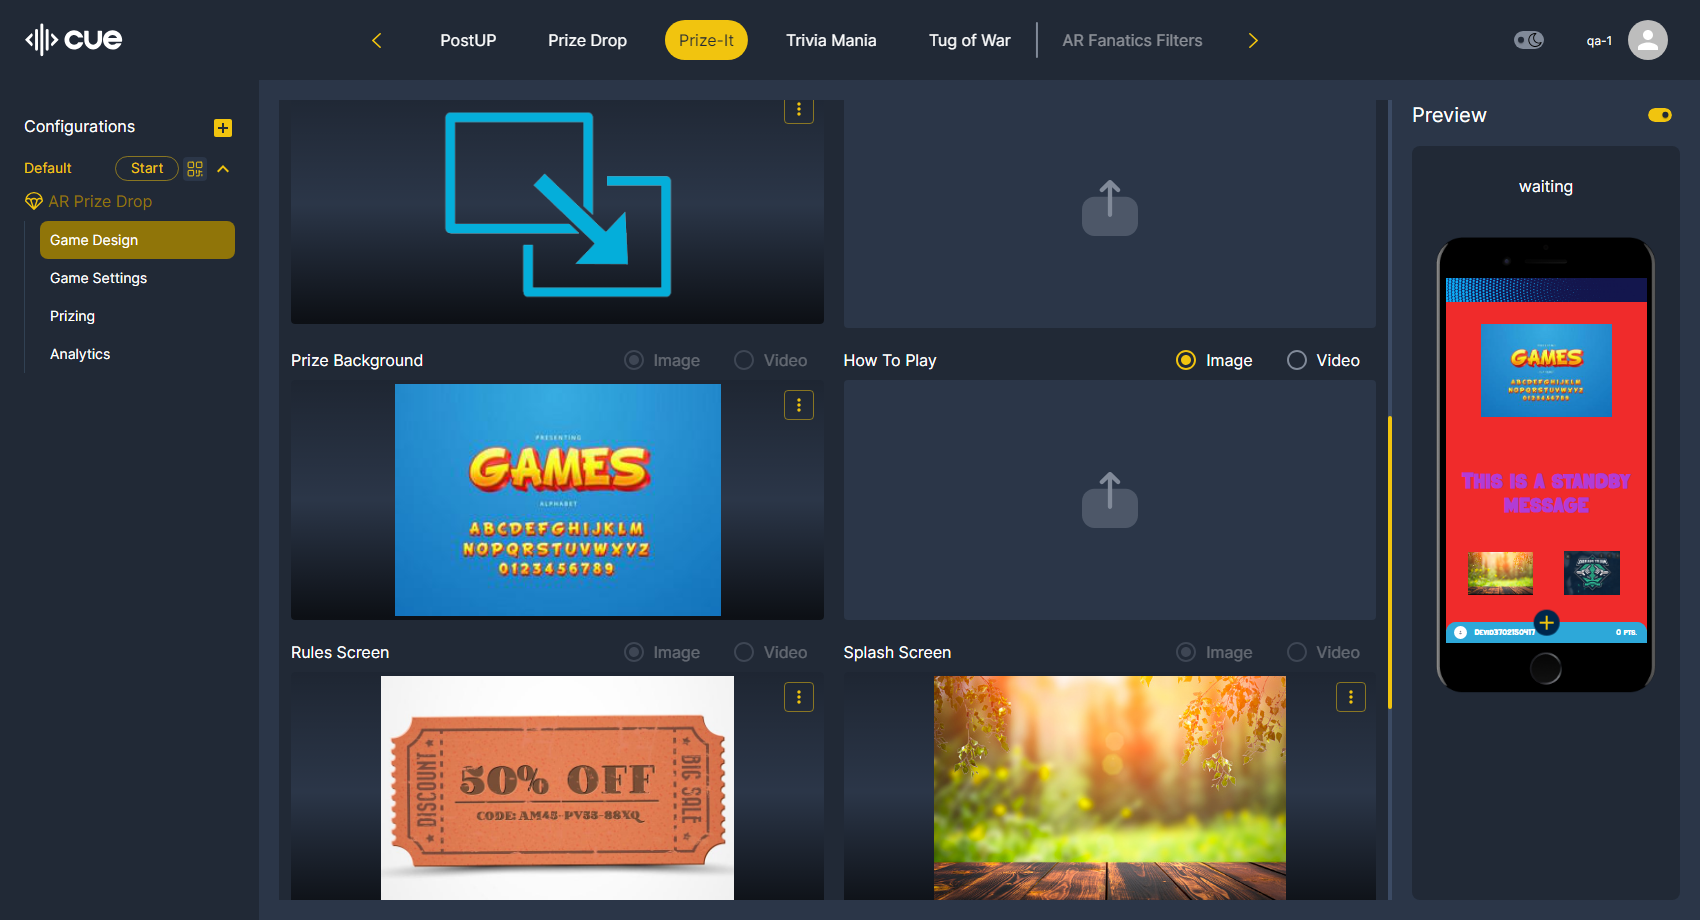 cue
PostUP
Prize Drop
Prize-It
Trivia Mania
Tug of War
AR Fanatics Filters
qa-1
Configurations
Default
Start
AR Prize Drop
Game Design
Game Settings
Prizing
Analytics
Prize Background
Image
Video
How To Play
Image
Video
PRESENTING
GAMES
ALPHABET
ABCDEFGHIJKLM
NOPQRSTUVWXYZ
0123456789
Rules Screen
Image
Video
Splash Screen
Image
Video
DISCOUNT
50% OFF
CODE: AM45-PV55-88XQ
BIG SALE
Preview
waiting
GAMES
ABCDEFGHIJKLM
NOPQRSTUVWXYZ
0123456789
This is a standby
message
0 pts.